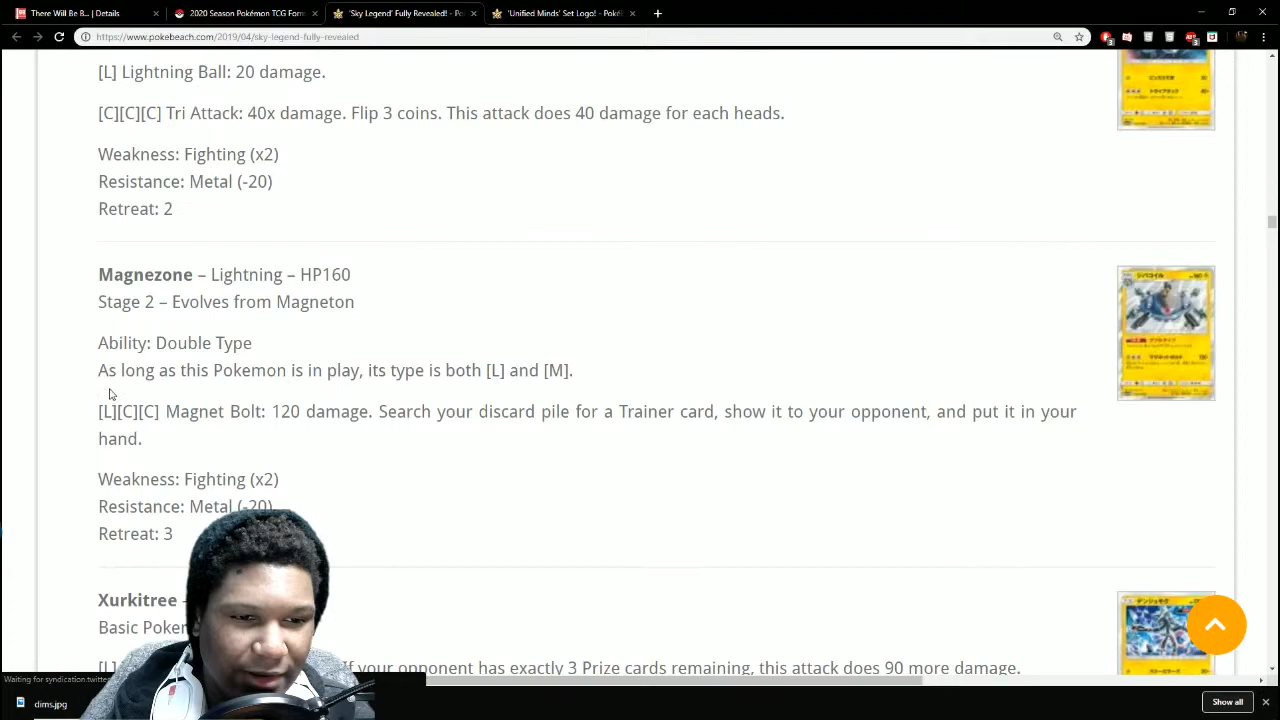 There Will Be B... | Details
2020 Season Pokémon TCG Form
'Sky Legend' Fully Revealed! - Po
'Unified Minds' Set Logo! - Poké
https://www.pokebeach.com/2019/04/sky-legend-fully-revealed
[L] Lightning Ball: 20 damage.
[C][C][C] Tri Attack: 40x damage. Flip 3 coins. This attack does 40 damage for each heads.
Weakness: Fighting (x2)
Resistance: Metal (-20)
Retreat: 2
Magnezone – Lightning – HP160
Stage 2 – Evolves from Magneton
Ability: Double Type
As long as this Pokemon is in play, its type is both [L] and [M].
[L][C][C] Magnet Bolt: 120 damage. Search your discard pile for a Trainer card, show it to your opponent, and put it in your
hand.
Weakness: Fighting (x2)
Resistance: Metal (-20)
Retreat: 3
Xurkitree –
Basic Poke
[L] If your opponent has exactly 3 Prize cards remaining, this attack does 90 more damage.
Waiting for syndication.twitter
dims.jpg
Show all